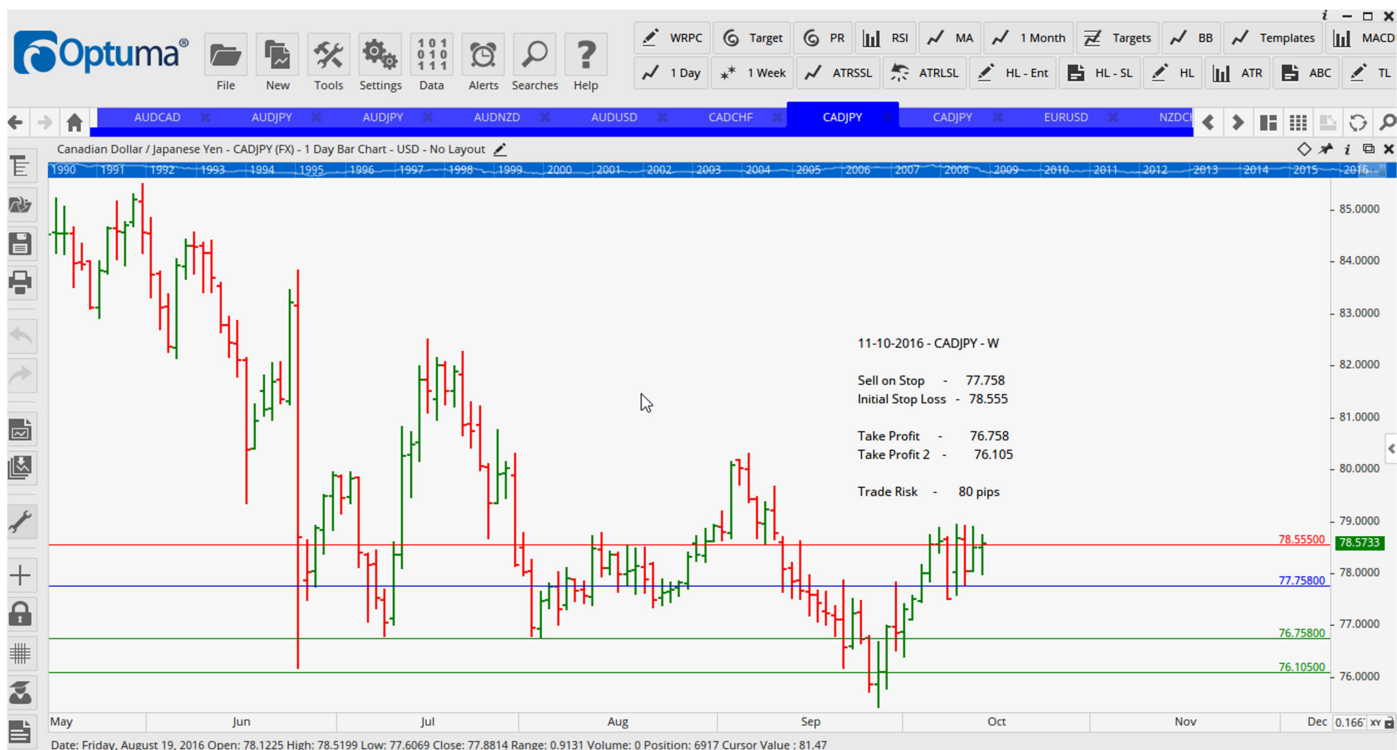 Optuma®
File
New
Tools
Settings
101
010
111
Data
Alerts
Searches
?
Help
WRPC
Target
PR
RSI
MA
1 Month
Targets
BB
Templates
MACD
1 Day
1 Week
ATRSSL
ATRLSL
HL - Ent
HL - SL
HL
ATR
ABC
TL
AUDCAD
AUDJPY
AUDJPY
AUDNZD
AUDUSD
CADCHF
CADJPY
CADJPY
EURUSD
Canadian Dollar / Japanese Yen - CADJPY (FX) - 1 Day Bar Chart - USD - No Layout
1990 1991 1992 1993 1994 1995 1996 1997 1998 1999 2000 2001 2002 2003 2004 2005 2006 2007 2008 2009 2010 2011 2012 2013 2014 2015 2016
85.0000
84.0000
83.0000
11-10-2016 - CADJPY - W
82.0000
Sell on Stop - 77.758
Initial Stop Loss - 78.555
81.0000
Take Profit - 76.758
Take Profit 2 - 76.105
80.0000
Trade Risk - 80 pips
79.0000
78.55500
78.5733
78.0000
77.75800
77.0000
76.75800
76.10500
76.0000
May Jun Jul Aug Sep Oct Nov Dec
XY
Date: Friday, August 19, 2016 Open: 78.1225 High: 78.5199 Low: 77.6069 Close: 77.8814 Range: 0.9131 Volume: 0 Position: 6917 Cursor Value : 81.47